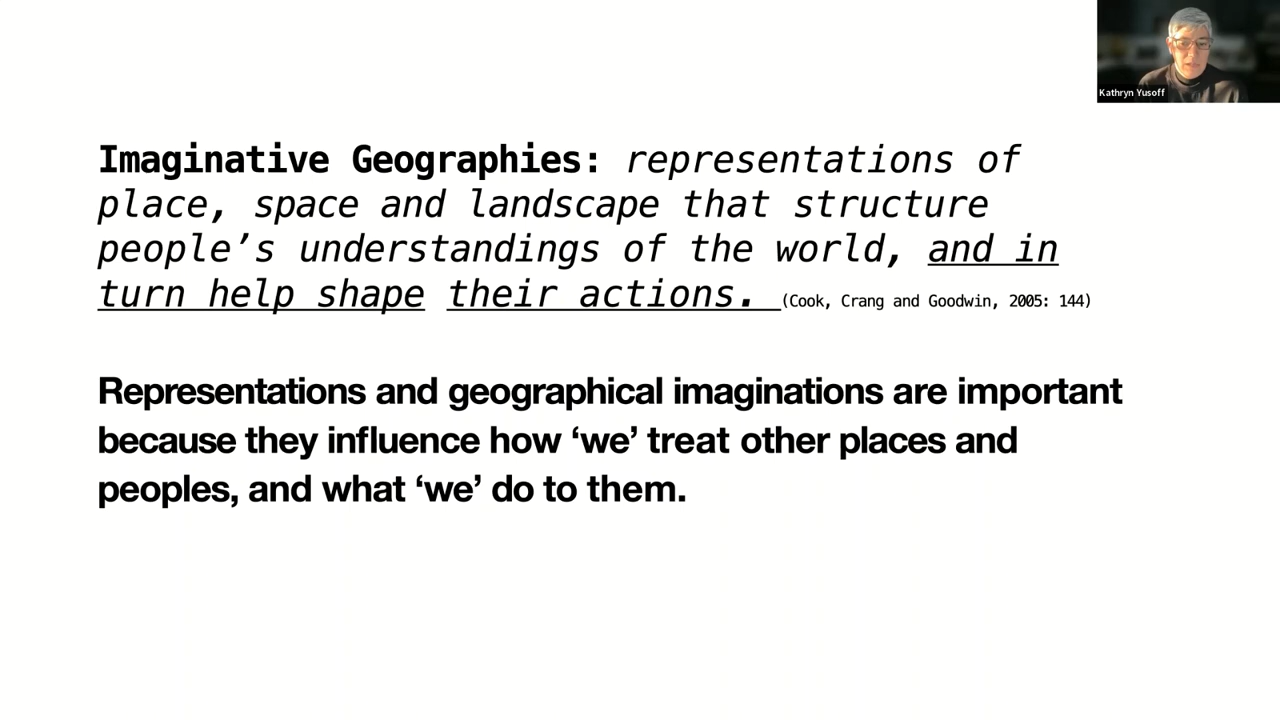 Kathryn Yusoff
Imaginative Geographies: representations of
place, space and landscape that structure
people’s understandings of the world, and in
turn help shape their actions. (Cook, Crang and Goodwin, 2005: 144)
Representations and geographical imaginations are important
because they influence how ‘we’ treat other places and
peoples, and what ‘we’ do to them.